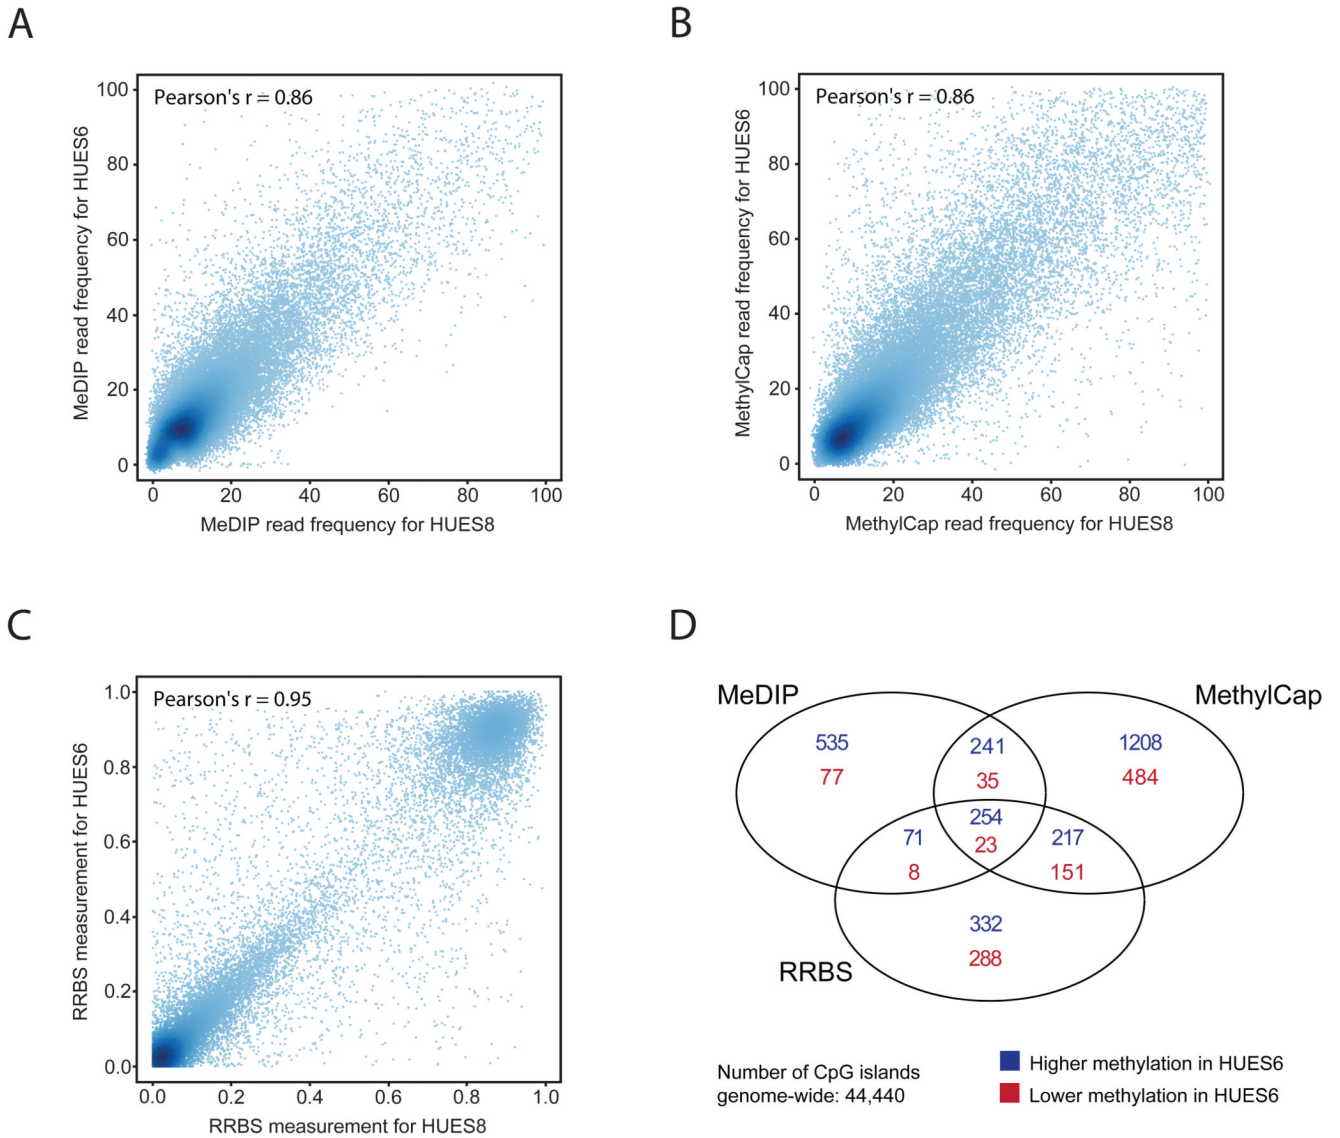 A
Pearson's r = 0.86
MeDIP read frequency for HUES6
100
80
60
40
20
0
0 20 40 60 80 100
MeDIP read frequency for HUES8
B
Pearson's r = 0.86
MethylCap read frequency for HUES6
100
80
60
40
20
0
0 20 40 60 80 100
MethylCap read frequency for HUES8
C
Pearson's r = 0.95
RRBS measurement for HUES6
1.0
0.8
0.6
0.4
0.2
0.0
0.0 0.2 0.4 0.6 0.8 1.0
RRBS measurement for HUES8
D
MeDIP
MethylCap
535 241 1208
77 35 484
254
71 23 217
8 151
332
288
RRBS
Number of CpG islands
genome-wide: 44,440
Higher methylation in HUES6
Lower methylation in HUES6